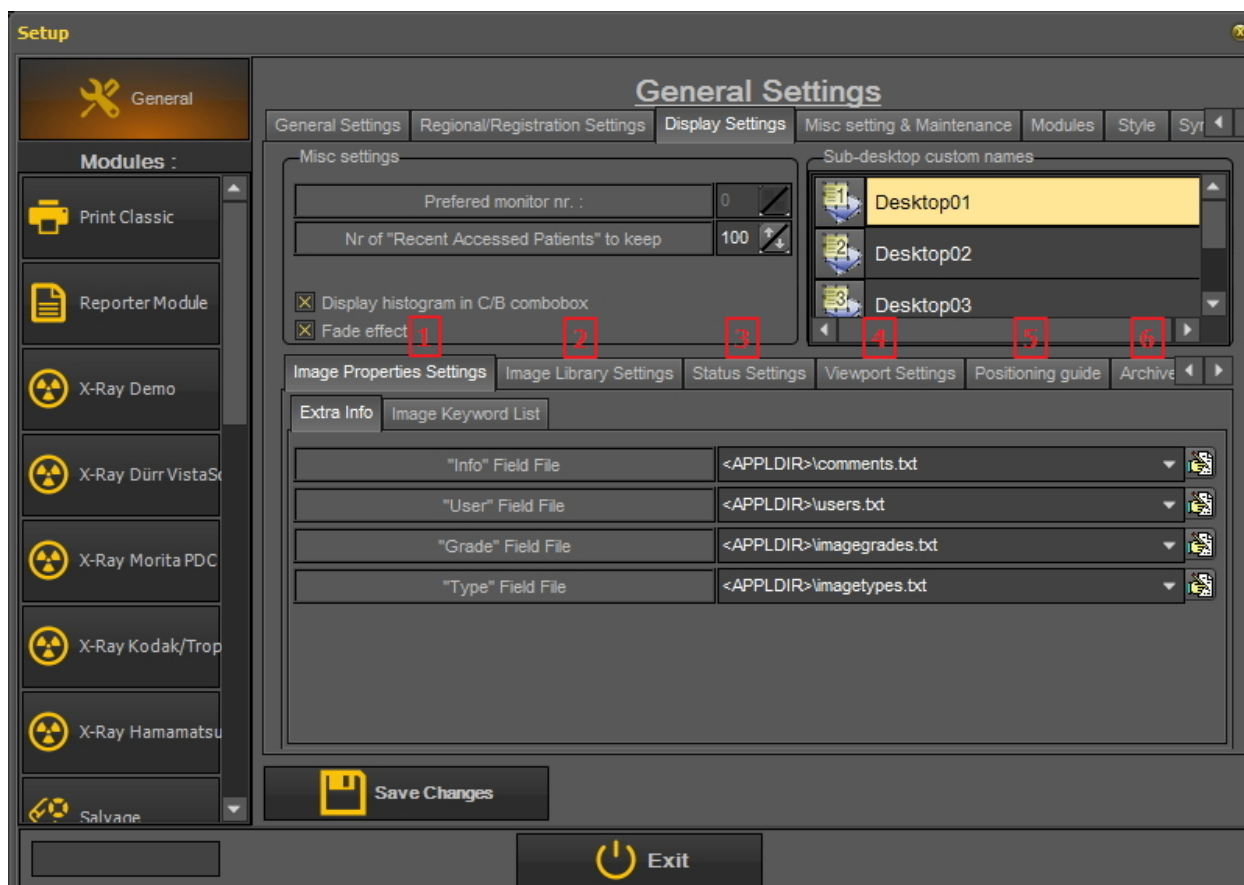 Setup
General
Modules :
Print Classic
Reporter Module
X-Ray Demo
X-Ray Dürr VistaSc
X-Ray Morita PDC
X-Ray Kodak/Trop
X-Ray Hamamatsu
Salvage
General Settings
General Settings Regional/Registration Settings Display Settings Misc setting & Maintenance Modules Style Syr
Misc settings
Prefered monitor nr. : 0
Nr of "Recent Accessed Patients" to keep 100
Display histogram in C/B combobox
Fade effect
Sub-desktop custom names
1 Desktop01
2 Desktop02
3 Desktop03
1 2 3 4 5 6
Image Properties Settings Image Library Settings Status Settings Viewport Settings Positioning guide Archive
Extra Info Image Keyword List
"Info" Field File <APPLDIR>\comments.txt
"User" Field File <APPLDIR>\users.txt
"Grade" Field File <APPLDIR>\imagegrades.txt
"Type" Field File <APPLDIR>\imagetypes.txt
Save Changes
Exit